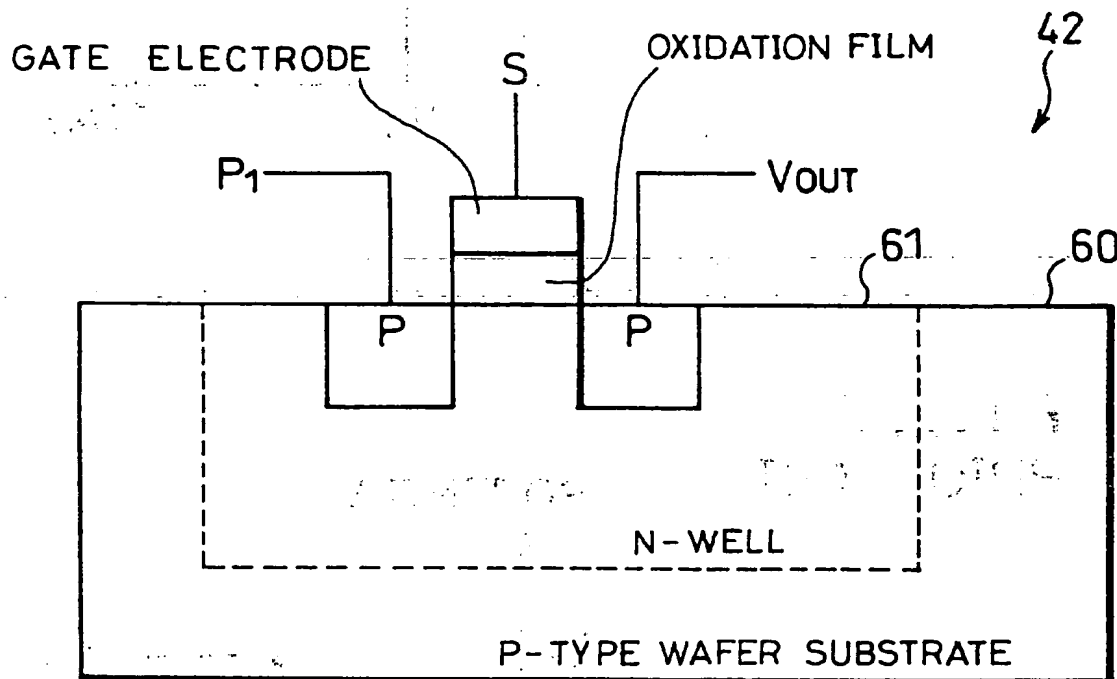 42
GATE ELECTRODE
OXIDATION FILM
S
P1
VOUT
61
60
P
P
N-WELL
P-TYPE WAFER SUBSTRATE